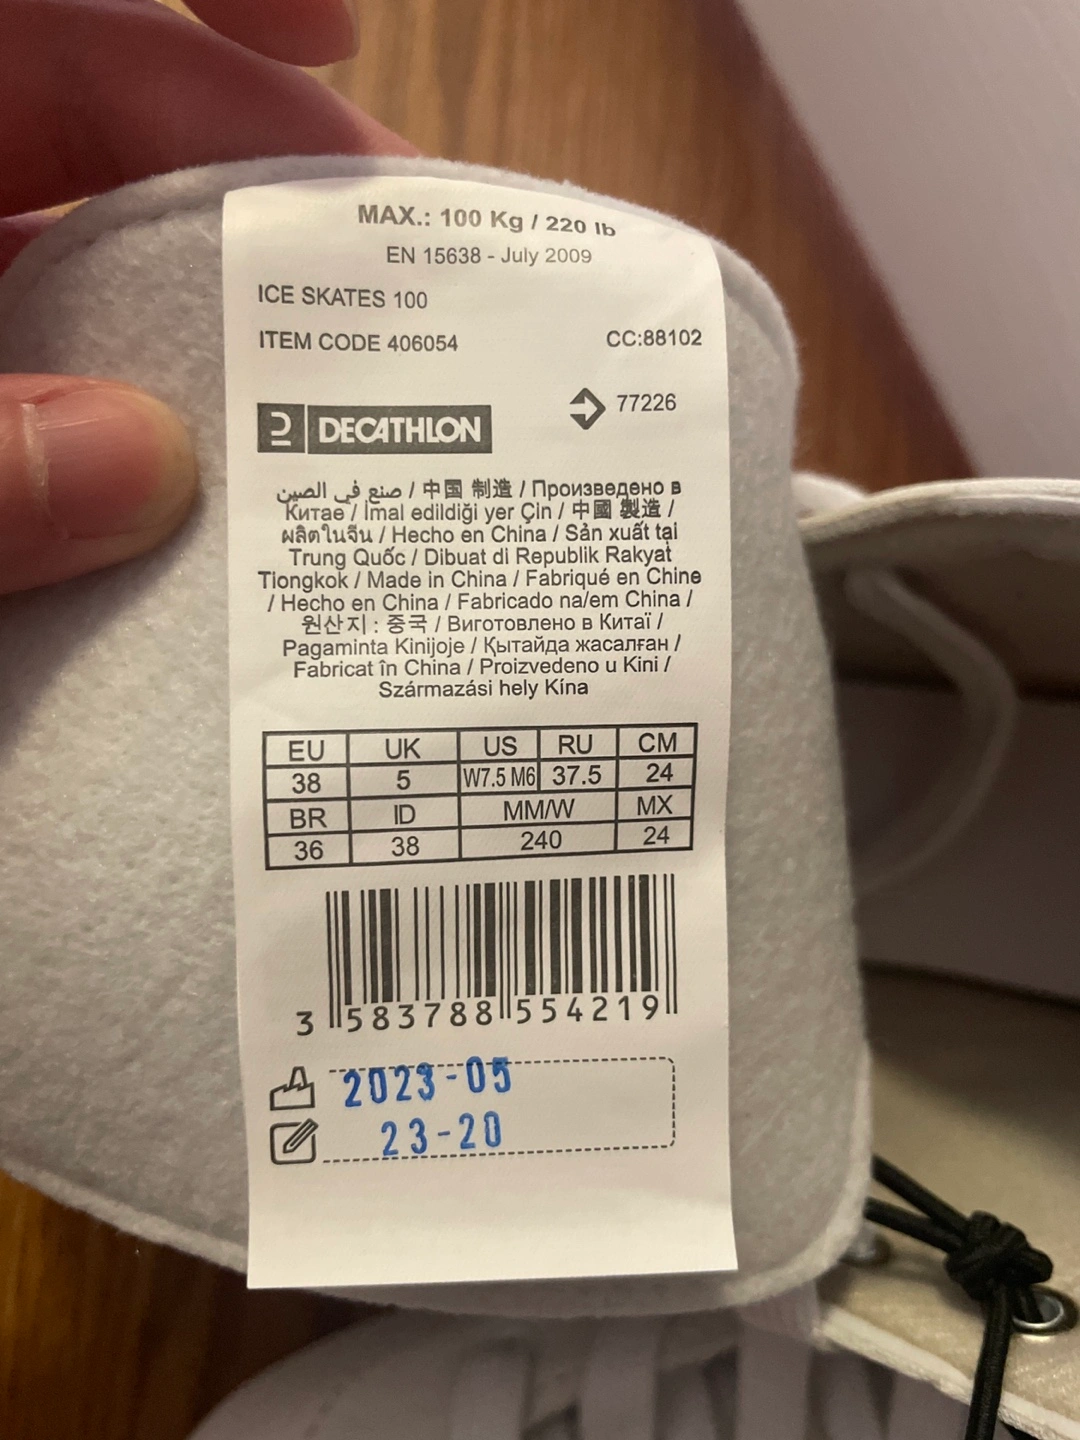 MAX.: 100 Kg / 220 lb
EN 15638 - July 2009
ICE SKATES 100
ITEM CODE 406054 CC:88102
77226
DECATHLON
صنع في الصين / 中国 制造 / Произведено в
Китае / Imal edildiği yer Çin / 中國 製造 /
ผลิตในจีน / Hecho en China / Sản xuất tại
Trung Quốc / Dibuat di Republik Rakyat
Tiongkok / Made in China / Fabriqué en Chine
/ Hecho en China / Fabricado na/em China /
원산지 : 중국 / Виготовлено в Китаї /
Pagaminta Kinijoje / Қытайда жасалған /
Fabricat în China / Proizvedeno u Kini /
Származási hely Kína
EU UK US RU CM
38 5 W7.5 M6 37.5 24
BR ID MM/W MX
36 38 240 24
3 583788 554219
2023-05
23-20